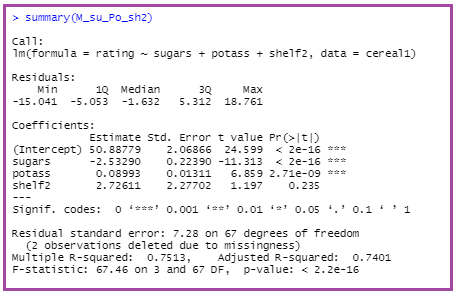 > summary(M_su_Po_sh2)
Call:
lm(formula = rating ~ sugars + potass + shelf2, data = cereal1)
Residuals:
    Min      1Q  Median      3Q     Max
-15.041  -5.053  -1.632   5.312  18.761
Coefficients:
            Estimate Std. Error t value Pr(>|t|)
(Intercept) 50.88779    2.06866  24.599  < 2e-16 ***
sugars      -2.53290    0.22390 -11.313  < 2e-16 ***
potass       0.08993    0.01311   6.859 2.71e-09 ***
shelf2       2.72611    2.27702   1.197    0.235
---
Signif. codes:  0 ‘***’ 0.001 ‘**’ 0.01 ‘*’ 0.05 ‘.’ 0.1 ‘ ’ 1
Residual standard error: 7.28 on 67 degrees of freedom
  (2 observations deleted due to missingness)
Multiple R-squared:  0.7513,    Adjusted R-squared:  0.7401
F-statistic: 67.46 on 3 and 67 DF,  p-value: < 2.2e-16